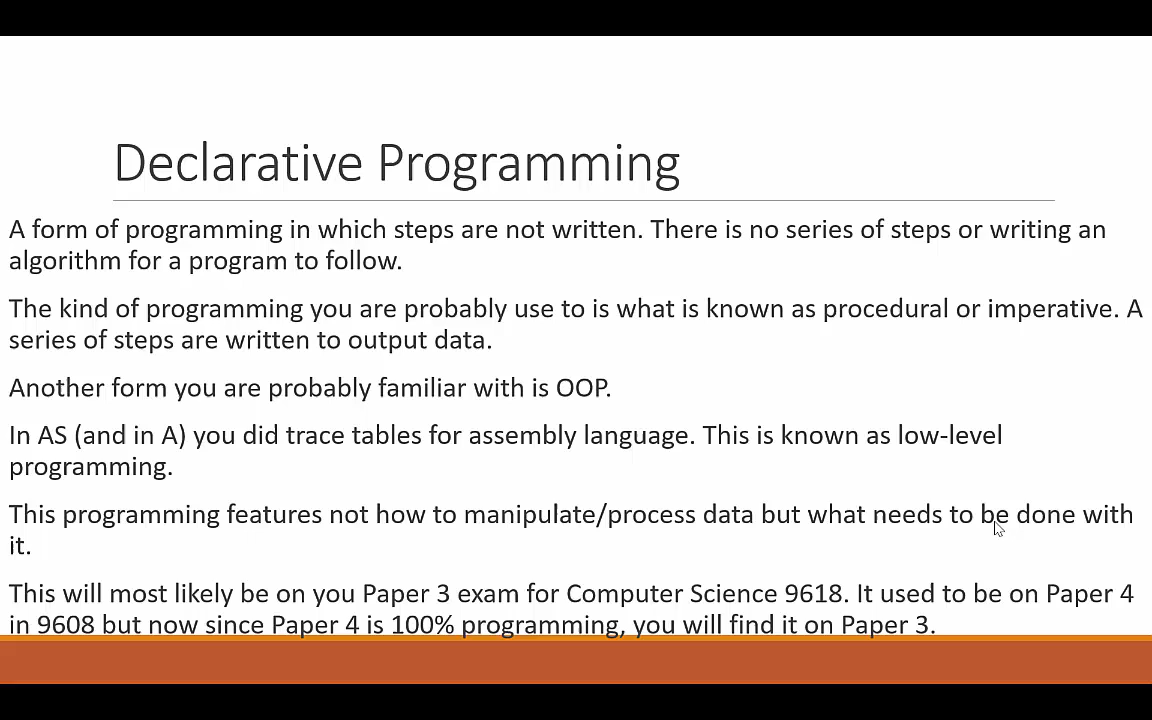 Declarative Programming
A form of programming in which steps are not written. There is no series of steps or writing an
algorithm for a program to follow.
The kind of programming you are probably use to is what is known as procedural or imperative. A
series of steps are written to output data.
Another form you are probably familiar with is OOP.
In AS (and in A) you did trace tables for assembly language. This is known as low-level
programming.
This programming features not how to manipulate/process data but what needs to be done with
it.
This will most likely be on you Paper 3 exam for Computer Science 9618. It used to be on Paper 4
in 9608 but now since Paper 4 is 100% programming, you will find it on Paper 3.